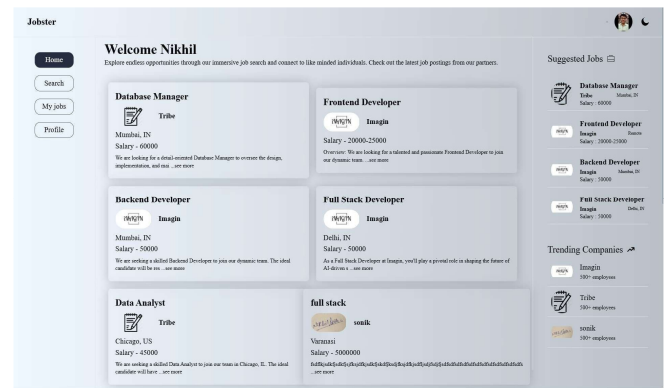 Jobster
Home
Search
My jobs
Profile
Welcome Nikhil
Explore endless opportunities through our immersive job search and connect to like minded individuals. Check out the latest job postings from our partners.
Database Manager
Tribe
Mumbai, IN
Salary - 60000
We are looking for a detail-oriented Database Manager to oversee the design,
implementation, and mai ...see more
Frontend Developer
Imagin
Salary - 20000-25000
Overview: We are looking for a talented and passionate Frontend Developer to join
our dynamic team. ...see more
Backend Developer
Imagin
Mumbai, IN
Salary - 50000
We are seeking a skilled Backend Developer to join our dynamic team. The ideal
candidate will be res ...see more
Full Stack Developer
Imagin
Delhi, IN
Salary - 50000
As a Full Stack Developer at Imagin, you'll play a pivotal role in shaping the future of
AI-driven s ...see more
Data Analyst
Tribe
Chicago, US
Salary - 45000
We are seeking a skilled Data Analyst to join our team in Chicago, IL. The ideal
candidate will have ...see more
full stack
sonik
Varanasi
Salary - 5000000
...see more
Suggested Jobs
Database Manager
Tribe Mumbai, IN
Salary : 60000
Frontend Developer
Imagin Remote
Salary : 20000-25000
Backend Developer
Imagin Mumbai, IN
Salary : 50000
Full Stack Developer
Imagin Delhi, IN
Salary : 50000
Trending Companies
Imagin
500+ employees
Tribe
500+ employees
sonik
500+ employees